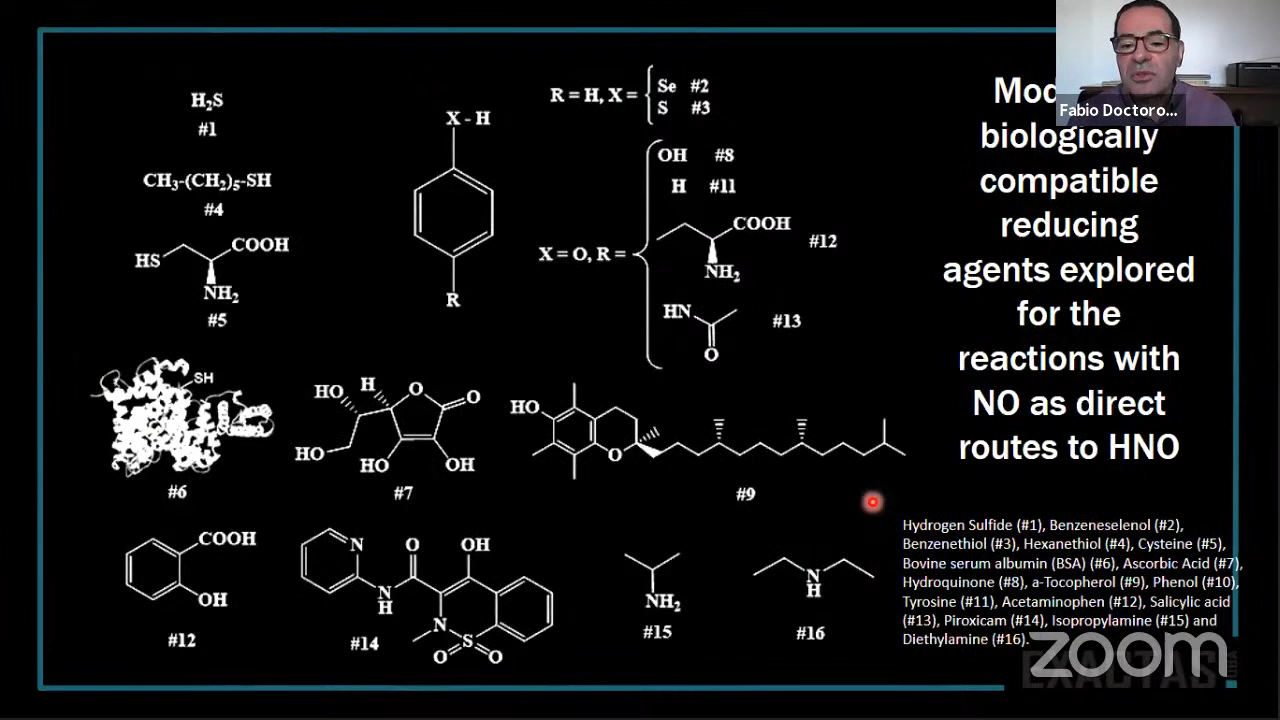 H₂S
#1
CH₃-(CH₂)₅-SH
#4
HS
COOH
NH₂
#5
X - H
R
R = H, X =
Se #2
S #3
X = O, R =
OH #8
H #11
COOH
NH₂
#12
HN
O
#13
SH
#6
HO
H
O
O
HO
HO
OH
#7
HO
O
#9
COOH
OH
#12
N
O
OH
N
H
N
S
O
O
#14
NH₂
#15
N
H
#16
Fabio Doctoro...
biologically
compatible
reducing
agents explored
for the
reactions with
NO as direct
routes to HNO
Hydrogen Sulfide (#1), Benzeneselenol (#2),
Benzenethiol (#3), Hexanethiol (#4), Cysteine (#5),
Bovine serum albumin (BSA) (#6), Ascorbic Acid (#7),
Hydroquinone (#8), a-Tocopherol (#9), Phenol (#10),
Tyrosine (#11), Acetaminophen (#12), Salicylic acid
(#13), Piroxicam (#14), Isopropylamine (#15) and
Diethylamine (#16).
zoom
EXACTAS